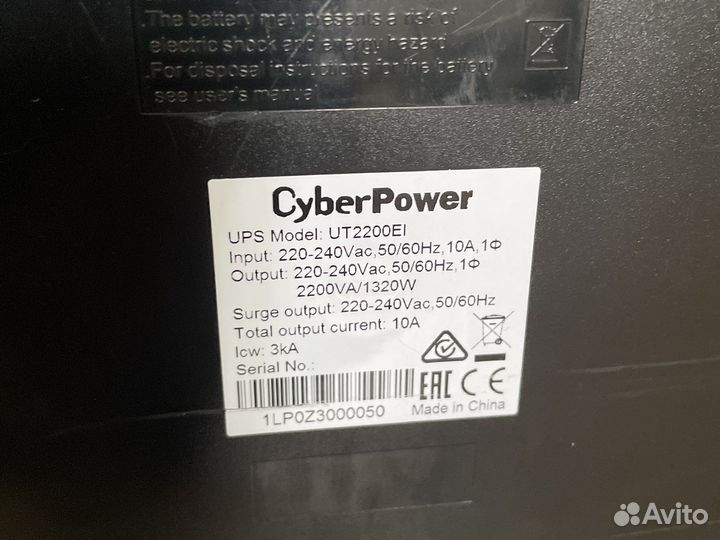 The battery may presents a risk of
electric shock and energy hazard
For disposal instructions for the battery
see user's manual
CyberPower
UPS Model: UT2200EI
Input: 220-240Vac,50/60Hz,10A,1Φ
Output: 220-240Vac,50/60Hz,1Φ
2200VA/1320W
Surge output: 220-240Vac,50/60Hz
Total output current: 10A
Icw: 3kA
Serial No.:
EAC CE
1LP0Z3000050 Made in China
Avito